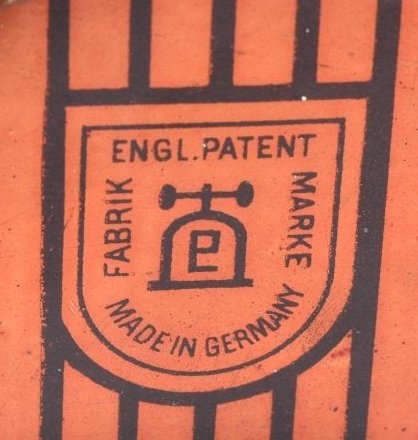 ENGL. PATENT
FABRIK
MARKE
MADE IN GERMANY